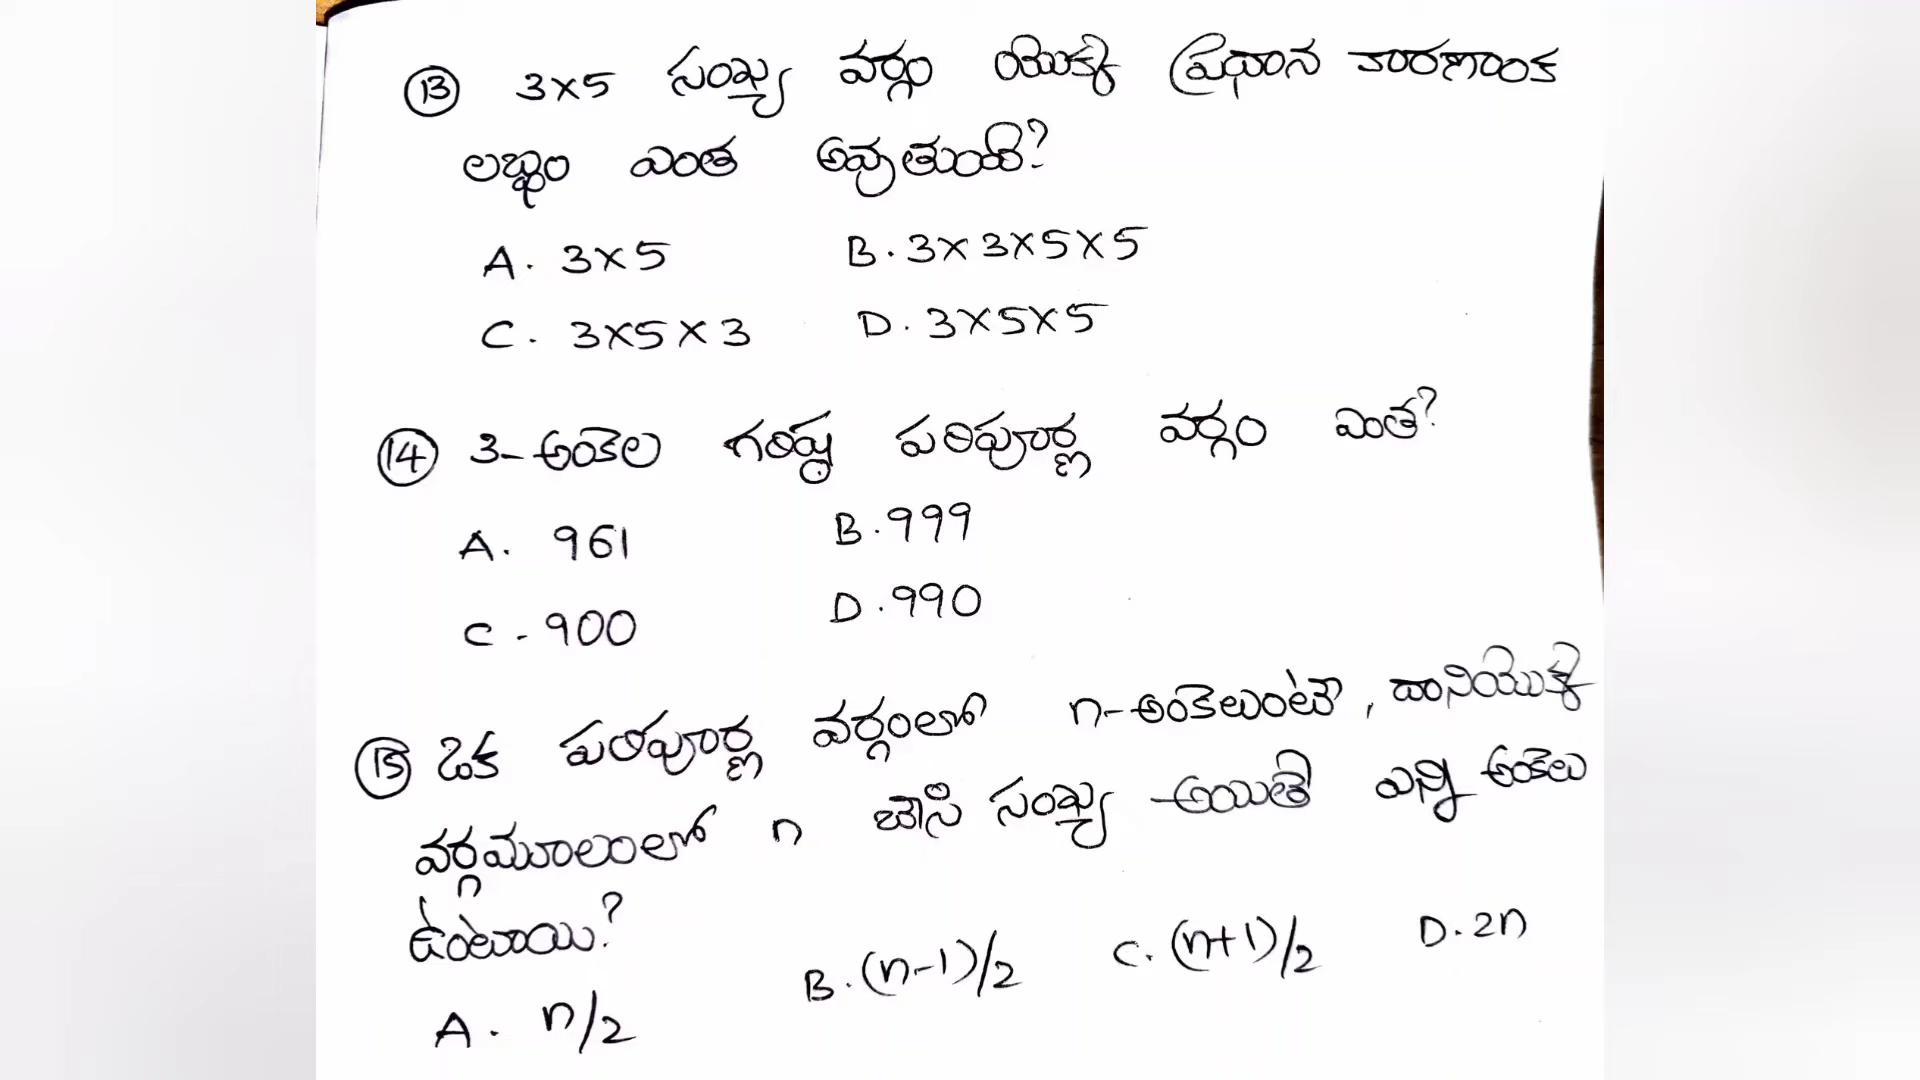 13 3×5 సంఖ్య వర్గం యొక్క ప్రధాన కారణాంక
లబ్ధం ఎంత అవుతుంది?
A. 3×5 B. 3×3×5×5
C. 3×5×3 D. 3×5×5
14 3-అంకెల గరిష్ఠ పరిపూర్ణ వర్గం ఎంత?
A. 961 B. 999
C - 900 D. 990
15 ఒక పరిపూర్ణ వర్గంలో n-అంకెలుంటే, దానియొక్క
వర్గమూలంలో n బేసి సంఖ్య అయితే ఎన్ని అంకెలు
ఉంటాయి?
A. n/2 B. (n-1)/2 C. (n+1)/2 D. 2n